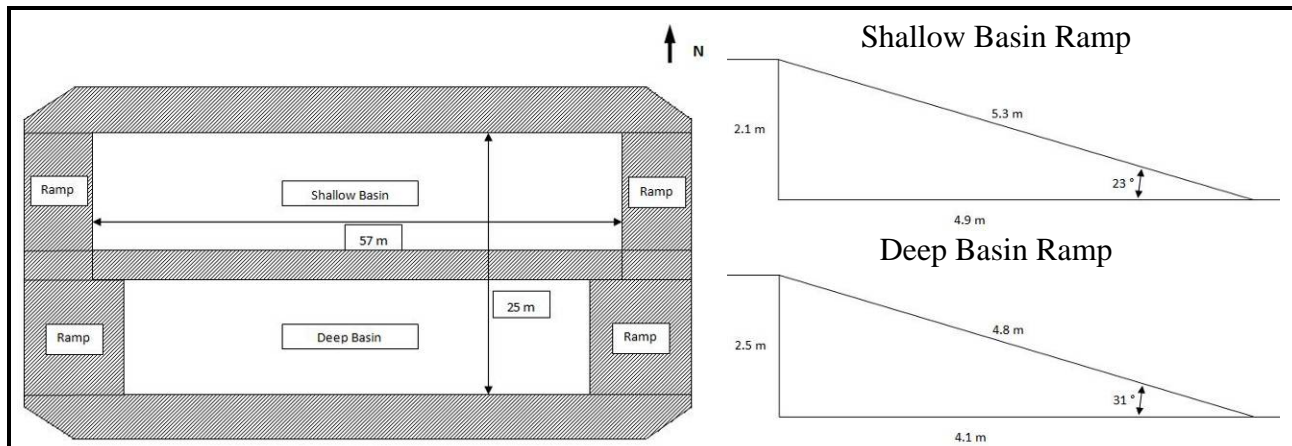 N
Ramp
Shallow Basin
Ramp
57 m
25 m
Ramp
Deep Basin
Ramp
Shallow Basin Ramp
5.3 m
2.1 m
23 °
4.9 m
Deep Basin Ramp
4.8 m
2.5 m
31 °
4.1 m